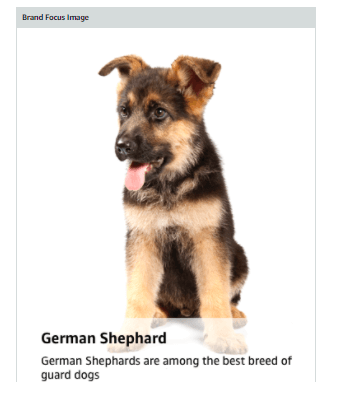 Brand Focus Image
German Shephard
German Shephards are among the best breed of
guard dogs